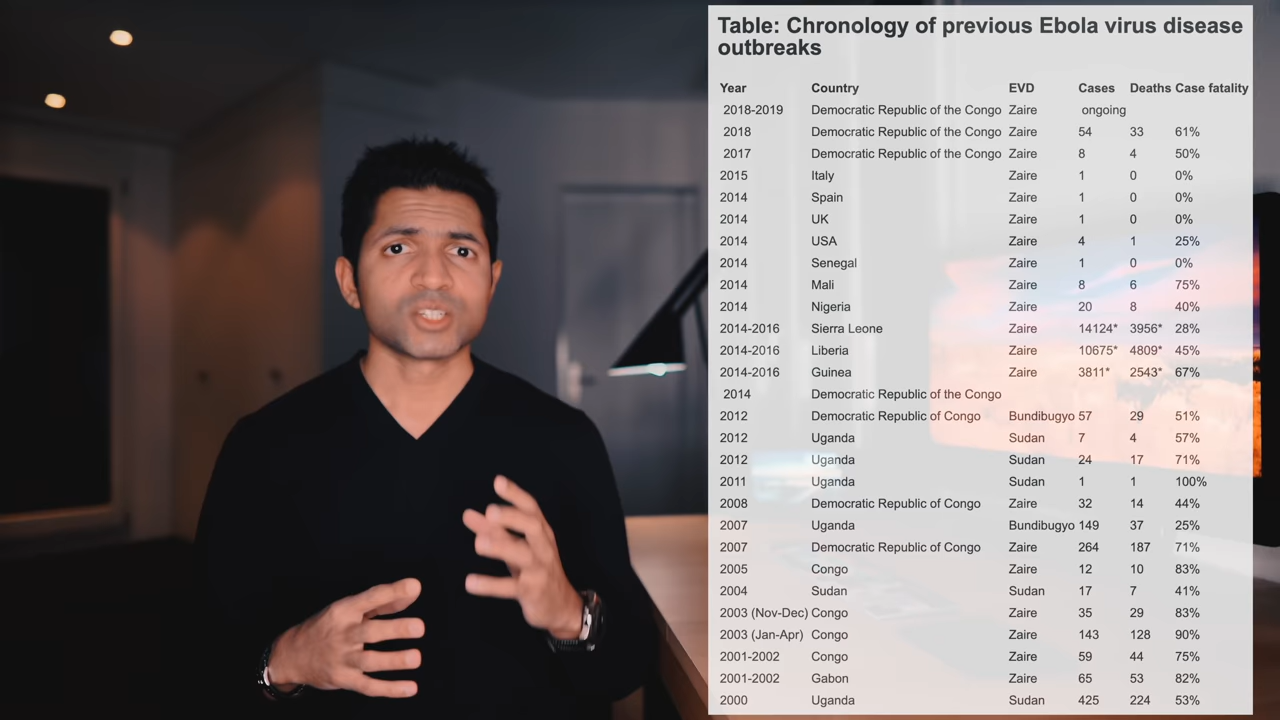 Table: Chronology of previous Ebola virus disease
outbreaks
Year Country EVD Cases Deaths Case fatality
2018-2019 Democratic Republic of the Congo Zaire ongoing
2018 Democratic Republic of the Congo Zaire 54 33 61%
2017 Democratic Republic of the Congo Zaire 8 4 50%
2015 Italy Zaire 1 0 0%
2014 Spain Zaire 1 0 0%
2014 UK Zaire 1 0 0%
2014 USA Zaire 4 1 25%
2014 Senegal Zaire 1 0 0%
2014 Mali Zaire 8 6 75%
2014 Nigeria Zaire 20 8 40%
2014-2016 Sierra Leone Zaire 14124* 3956* 28%
2014-2016 Liberia Zaire 10675* 4809* 45%
2014-2016 Guinea Zaire 3811* 2543* 67%
2014 Democratic Republic of the Congo
2012 Democratic Republic of Congo Bundibugyo 57 29 51%
2012 Uganda Sudan 7 4 57%
2012 Uganda Sudan 24 17 71%
2011 Uganda Sudan 1 1 100%
2008 Democratic Republic of Congo Zaire 32 14 44%
2007 Uganda Bundibugyo 149 37 25%
2007 Democratic Republic of Congo Zaire 264 187 71%
2005 Congo Zaire 12 10 83%
2004 Sudan Sudan 17 7 41%
2003 (Nov-Dec) Congo Zaire 35 29 83%
2003 (Jan-Apr) Congo Zaire 143 128 90%
2001-2002 Congo Zaire 59 44 75%
2001-2002 Gabon Zaire 65 53 82%
2000 Uganda Sudan 425 224 53%